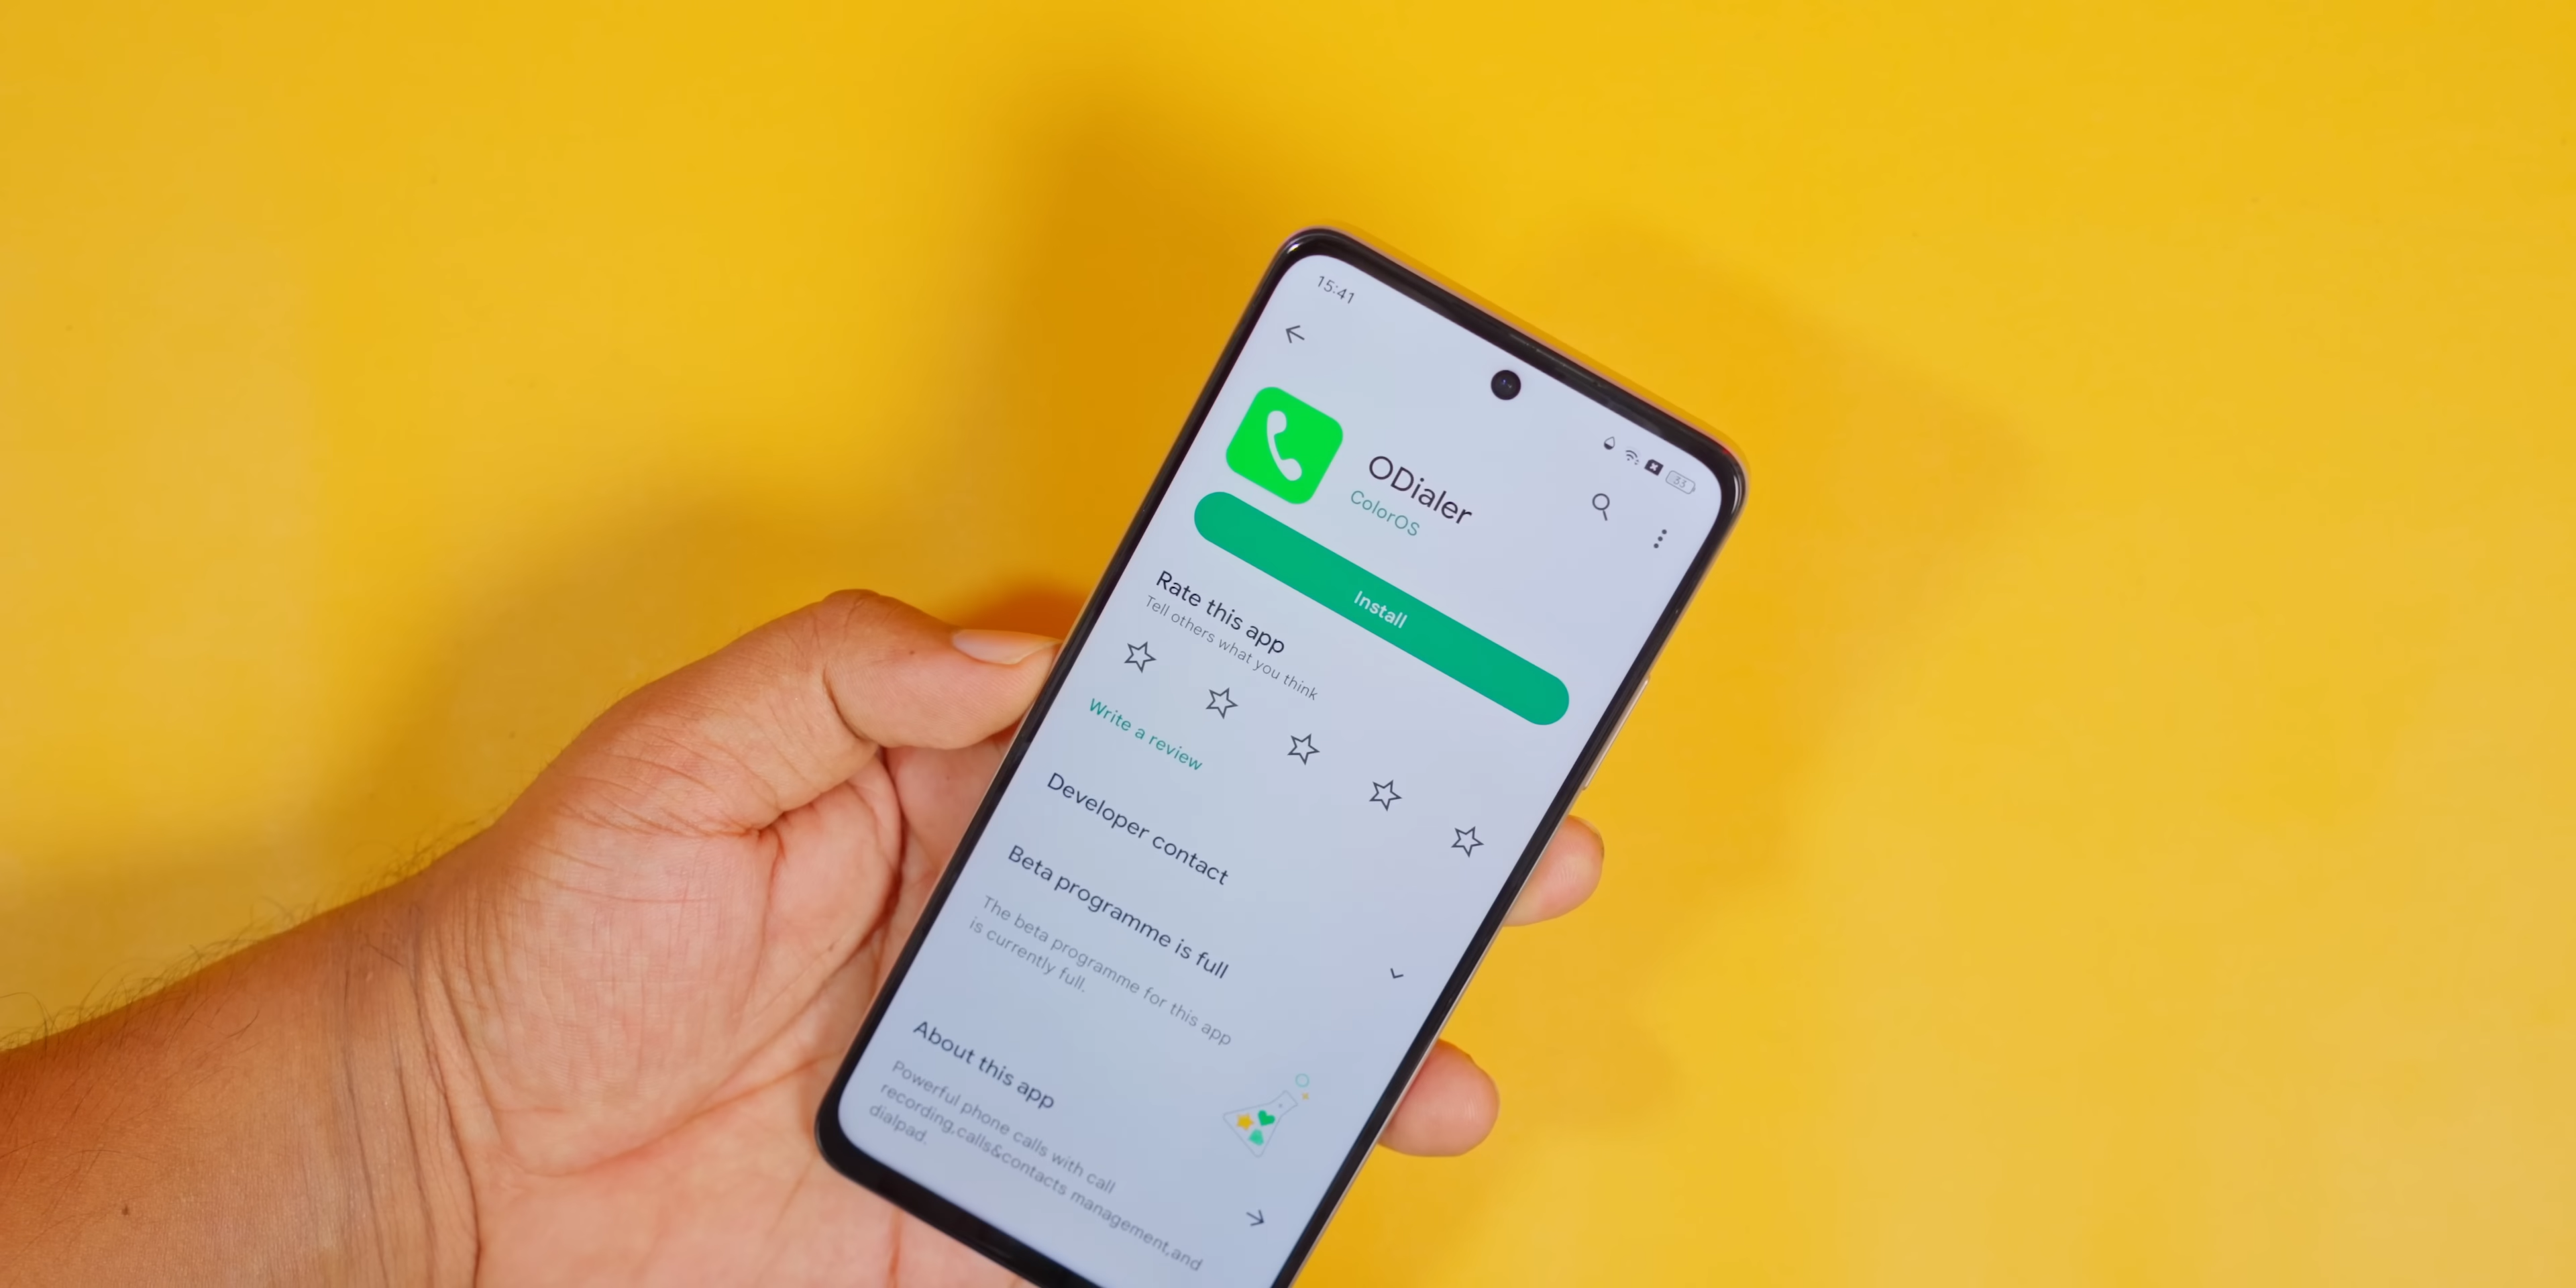 15:41
33
ODialer
ColorOS
Install
Rate this app
Tell others what you think
Write a review
Developer contact
Beta programme is full
The beta programme for this app
is currently full.
About this app
Powerful phone calls with call
recording,calls&contacts management,and
dialpad.